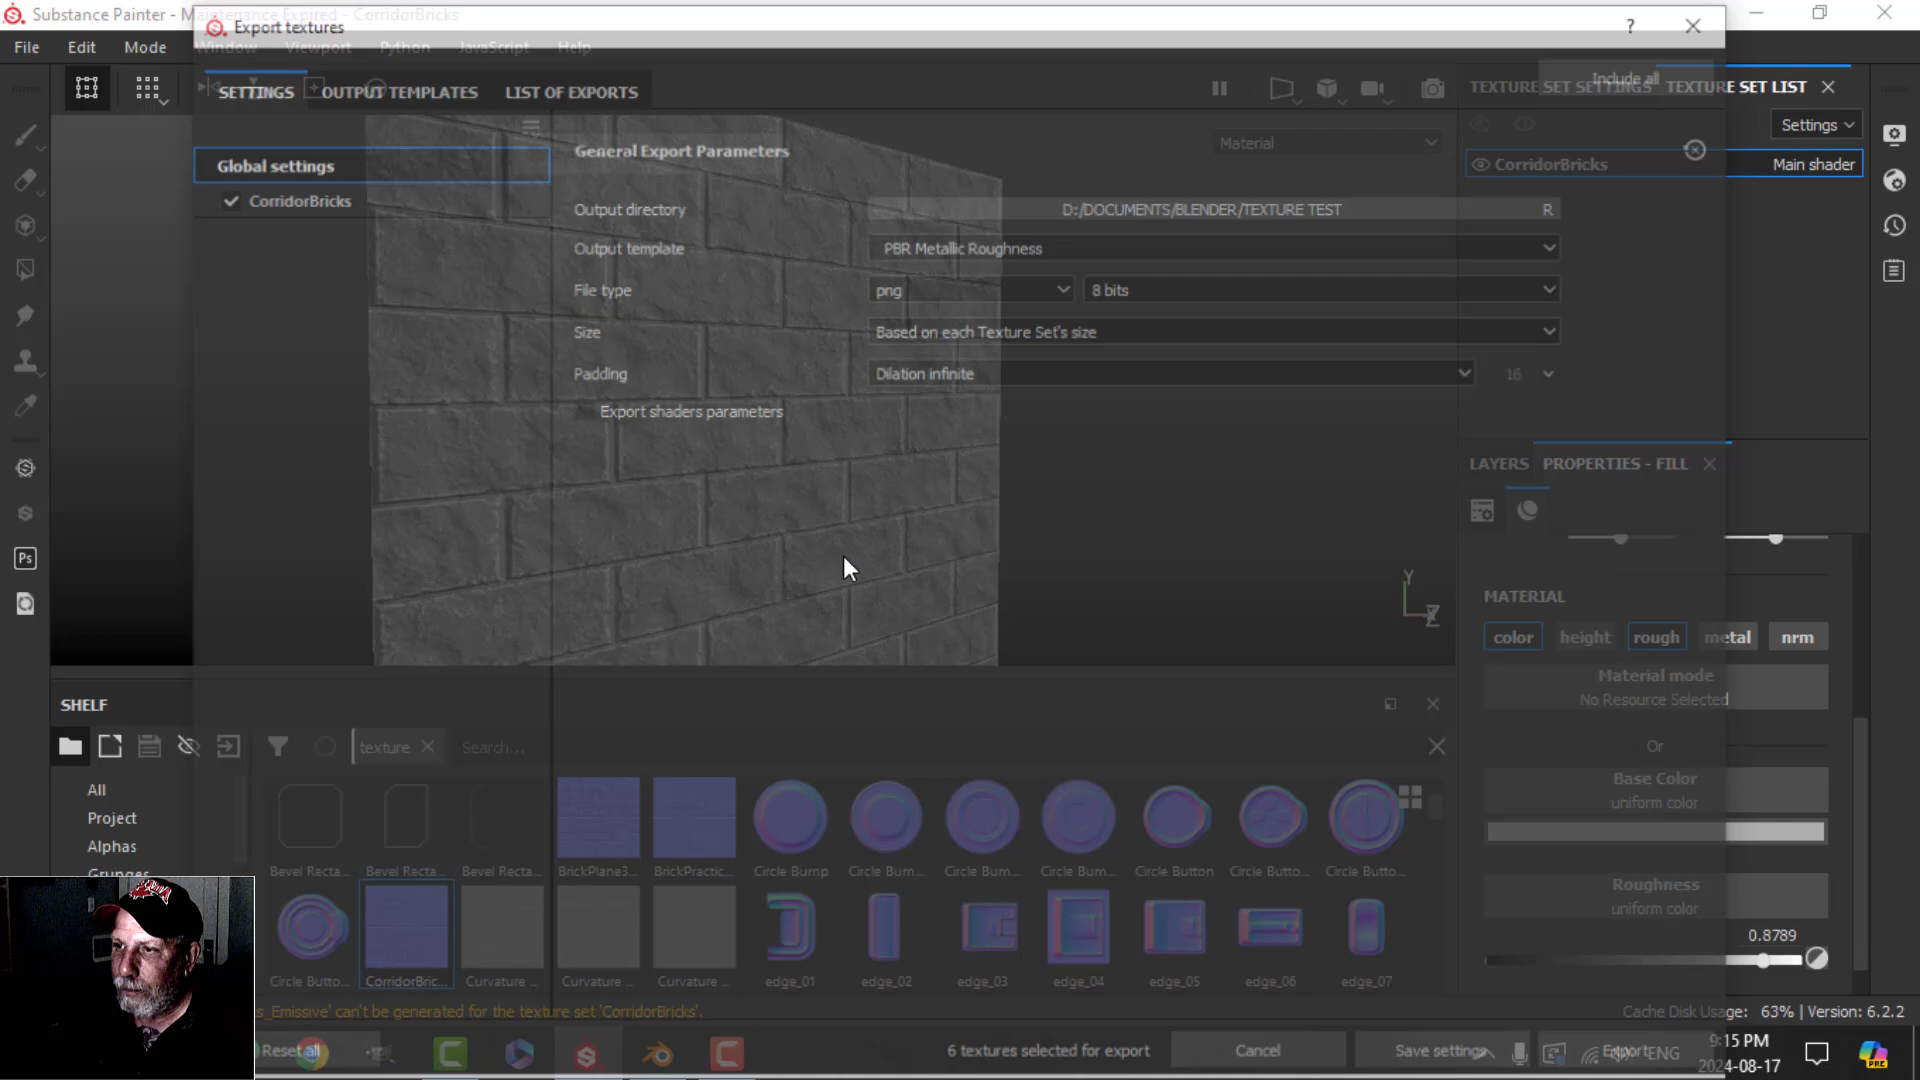 Substance Painter - Maintenance Expired - CorridorBricks
Export textures
?
File Edit Mode Window Viewport Python JavaScript Help
Include all
SETTINGS OUTPUT TEMPLATES LIST OF EXPORTS
TEXTURE SET SETTINGS TEXTURE SET LIST
Settings
Material
General Export Parameters
Global settings
CorridorBricks Main shader
CorridorBricks
Output directory D:/DOCUMENTS/BLENDER/TEXTURE TEST R
Output template PBR Metallic Roughness
File type png 8 bits
Size Based on each Texture Set's size
Padding Dilation infinite 16
Export shaders parameters
LAYERS PROPERTIES - FILL
Y
Z
MATERIAL
color height rough metal nrm
Material mode
No Resource Selected
Or
Base Color
uniform color
Roughness
uniform color
0.8789
SHELF
texture Search...
All
Project
Alphas
Grunges
Bevel Recta... Bevel Recta... Bevel Recta... BrickPlane3... BrickPractic... Circle Bump Circle Bum... Circle Bum... Circle Bum... Circle Button Circle Butto... Circle Butto...
Circle Butto... CorridorBric... Curvature ... Curvature ... Curvature ... edge_01 edge_02 edge_03 edge_04 edge_05 edge_06 edge_07
s_Emissive' can't be generated for the texture set 'CorridorBricks'.
Cache Disk Usage: 63% | Version: 6.2.2
Ps
Reset all
6 textures selected for export Cancel Save settings Export
ENG
9:15 PM
2024-08-17
PRE